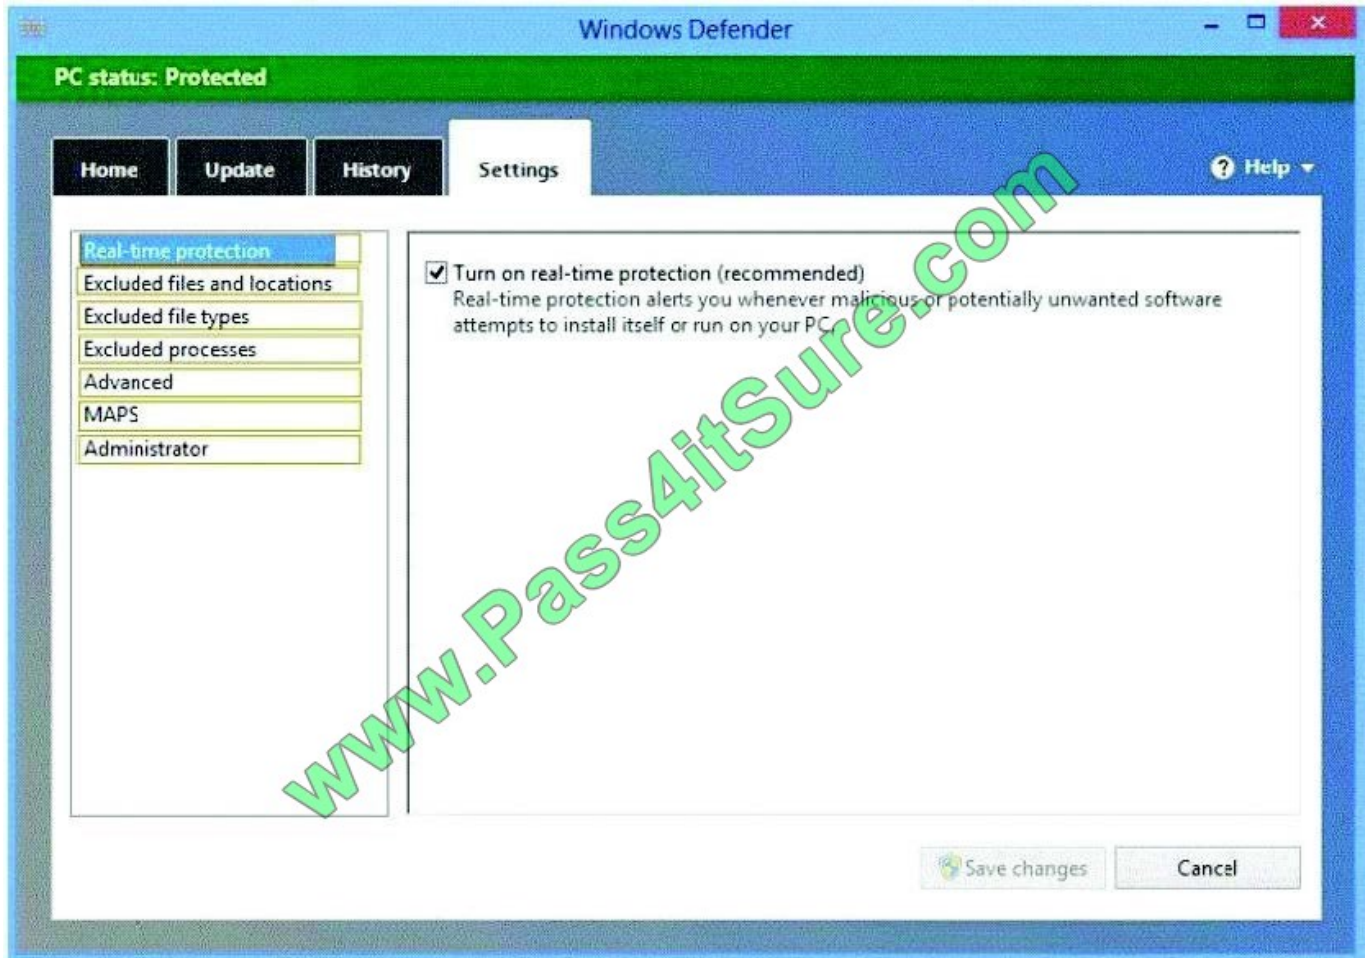 Windows Defender
PC status: Protected
Home
Update
History
Settings
Help
Real-time protection
Excluded files and locations
Excluded file types
Excluded processes
Advanced
MAPS
Administrator
Turn on real-time protection (recommended)
Real-time protection alerts you whenever malicious or potentially unwanted software
attempts to install itself or run on your PC.
www.Pass4itSure.com
Save changes
Cancel